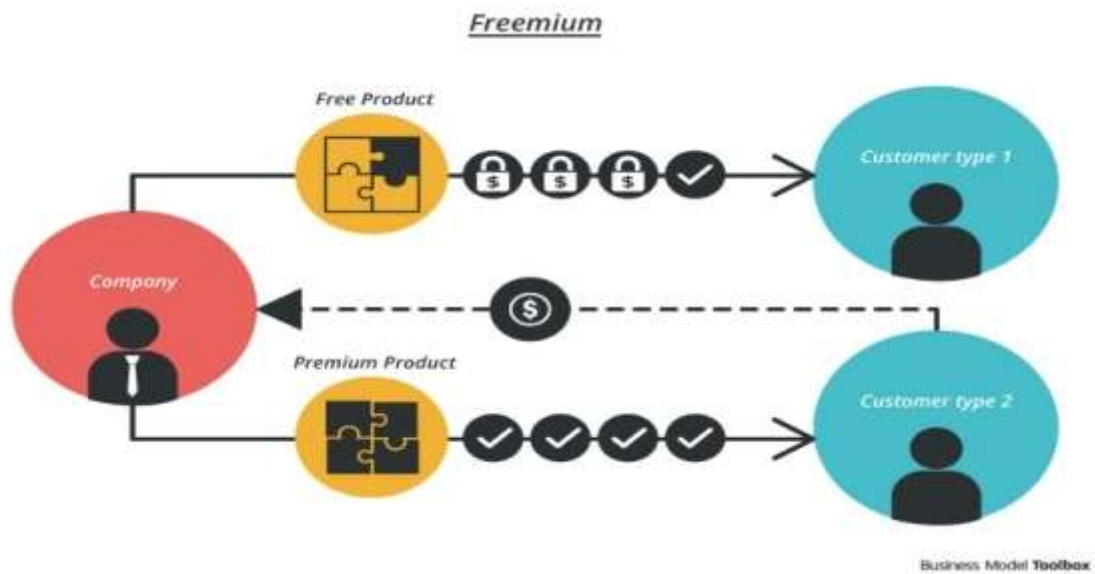 Freemium
Free Product
Customer type 1
Company
$
$
$
$
Premium Product
Customer type 2
Business Model Toolbox